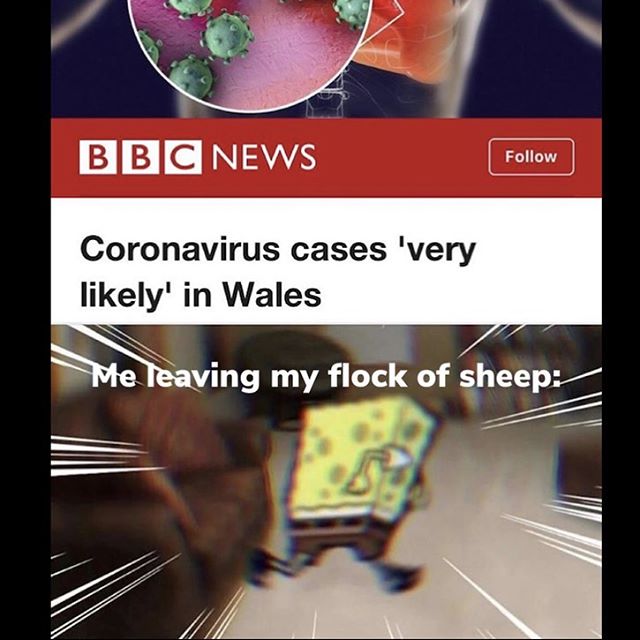 BBC NEWS
Follow
Coronavirus cases 'very
likely' in Wales
Me leaving my flock of sheep: